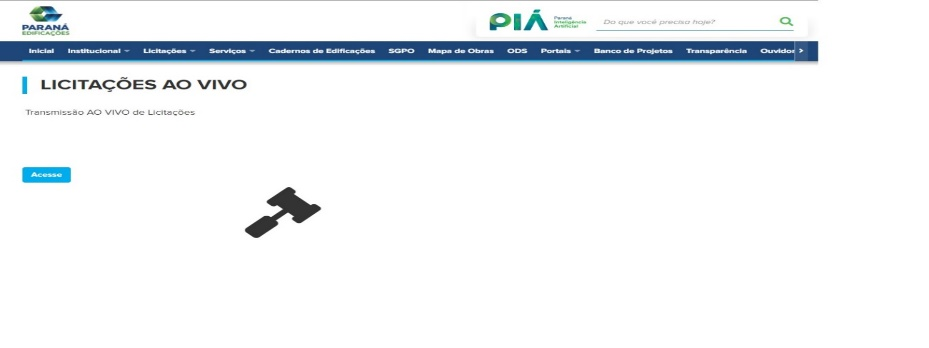 PARANÁ
EDIFICAÇÕES
PIÁ Paraná
Inteligência
Artificial
Do que você precisa hoje?
Inicial Institucional Licitações Serviços Cadernos de Edificações SGPO Mapa de Obras ODS Portais Banco de Projetos Transparência Ouvidor
LICITAÇÕES AO VIVO
Transmissão AO VIVO de Licitações
Acesse